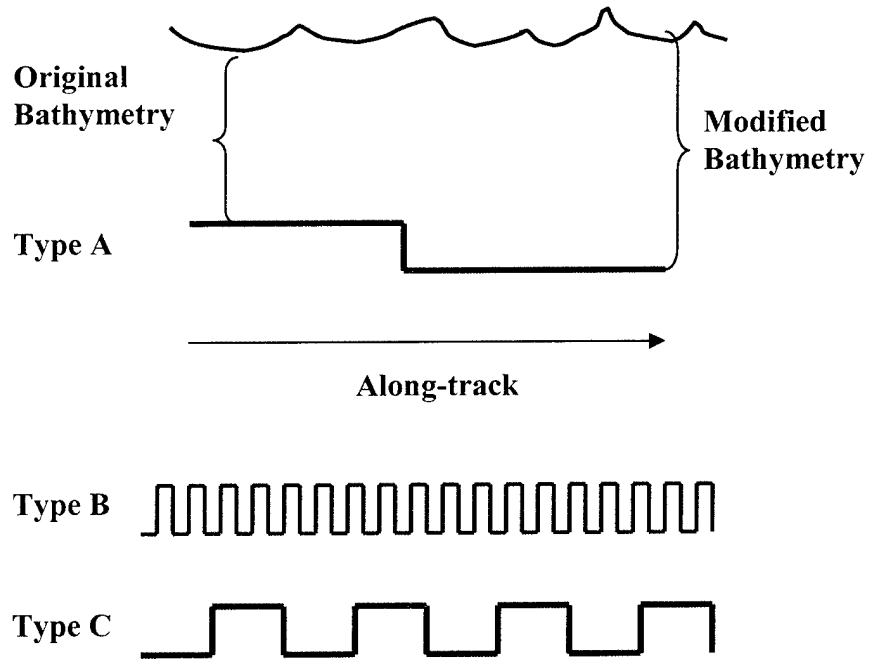 Original
Bathymetry
Modified
Bathymetry
Type A
Along-track
Type B
Type C